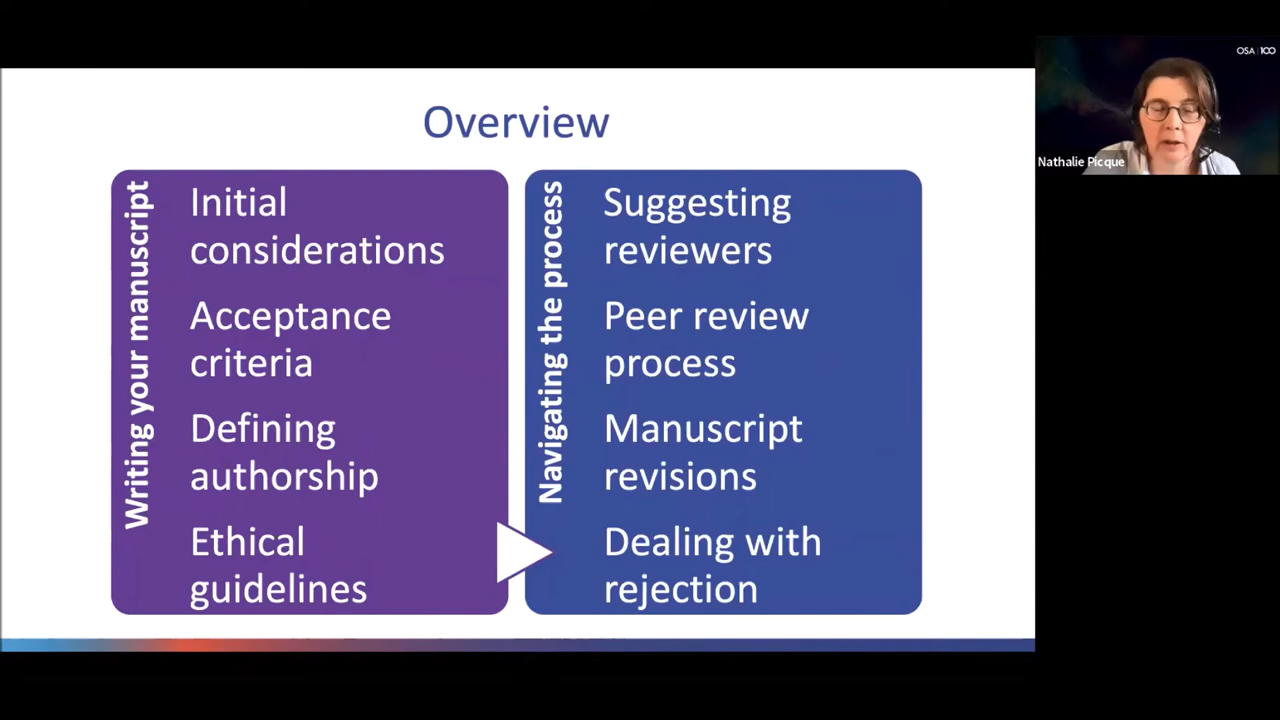 Overview
Writing your manuscript
Initial
considerations
Acceptance
criteria
Defining
authorship
Ethical
guidelines
Navigating the process
Suggesting
reviewers
Peer review
process
Manuscript
revisions
Dealing with
rejection
OSA | 100
Nathalie Picque